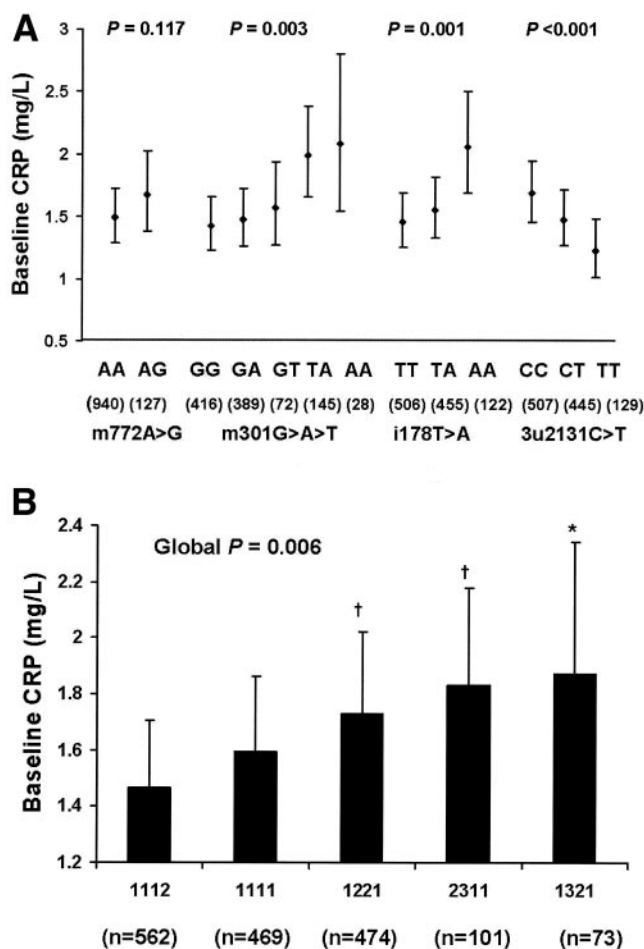 A
P = 0.117 P = 0.003 P = 0.001 P <0.001
Baseline CRP (mg/L)
3
2.5
2
1.5
1
0.5
AA AG GG GA GT TA AA TT TA AA CC CT TT
(940) (127) (416) (389) (72) (145) (28) (506) (455) (122) (507) (445) (129)
m772A>G m301G>A>T i178T>A 3u2131C>T
B
Global P = 0.006
Baseline CRP (mg/L)
2.4
2.2
2
1.8
1.6
1.4
1.2
† † *
1112 1111 1221 2311 1321
(n=562) (n=469) (n=474) (n=101) (n=73)